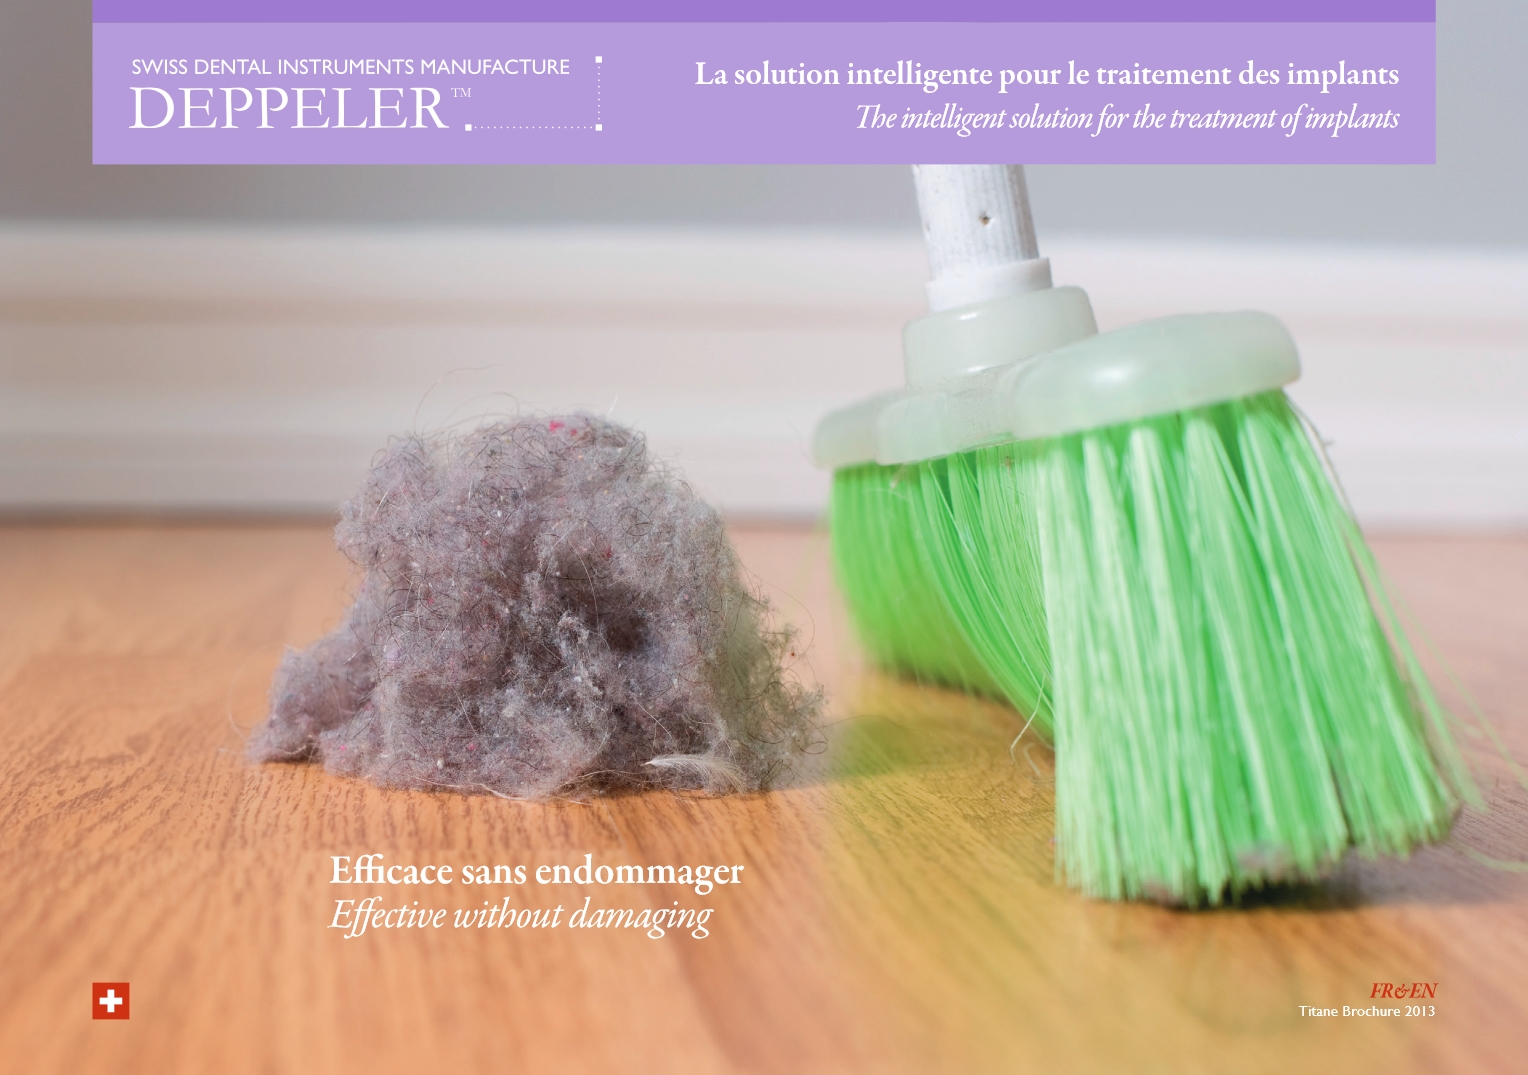 SWISS DENTAL INSTRUMENTS MANUFACTURE
DEPPELER™
La solution intelligente pour le traitement des implants
The intelligent solution for the treatment of implants
Efficace sans endommager
Effective without damaging
FR&EN
Titane Brochure 2013